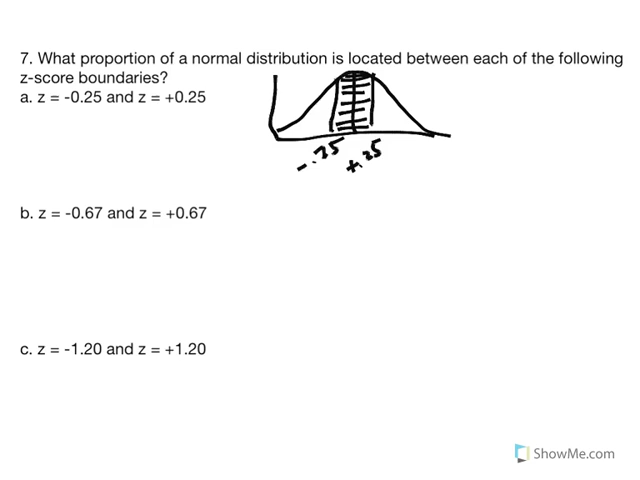 7. What proportion of a normal distribution is located between each of the following
z-score boundaries?
a. z = -0.25 and z = +0.25
-.25 +.25
b. z = -0.67 and z = +0.67
c. z = -1.20 and z = +1.20
ShowMe.com